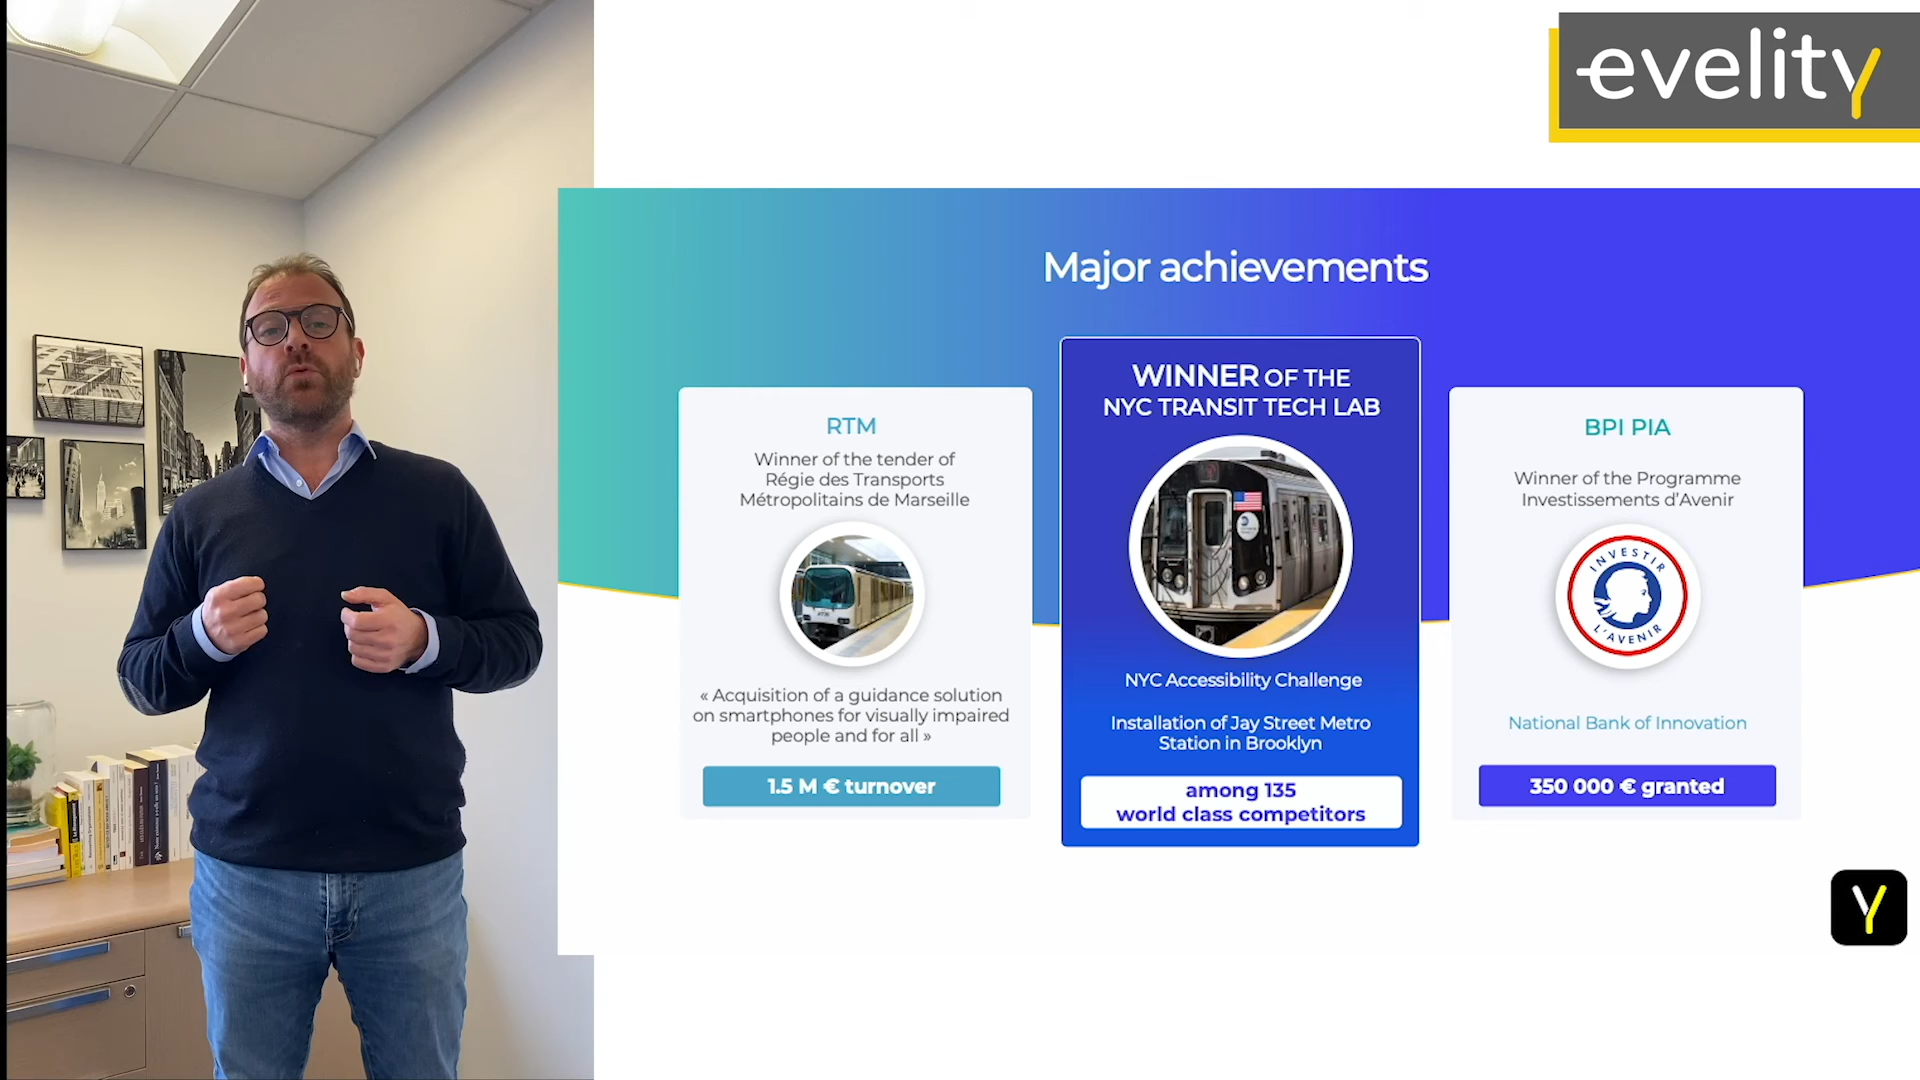 evelity
Major achievements
RTM
Winner of the tender of
Régie des Transports
Métropolitains de Marseille
« Acquisition of a guidance solution
on smartphones for visually impaired
people and for all »
1.5 M € turnover
WINNER OF THE
NYC TRANSIT TECH LAB
NYC Accessibility Challenge
Installation of Jay Street Metro
Station in Brooklyn
among 135
world class competitors
BPI PIA
Winner of the Programme
Investissements d'Avenir
INVESTIR
L'AVENIR
National Bank of Innovation
350 000 € granted
Y